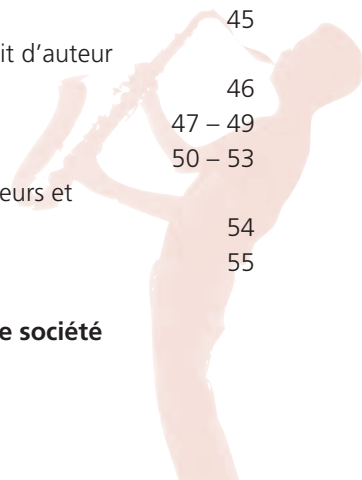 45
it d’auteur
46
47 – 49
50 – 53
eurs et
54
55
e société